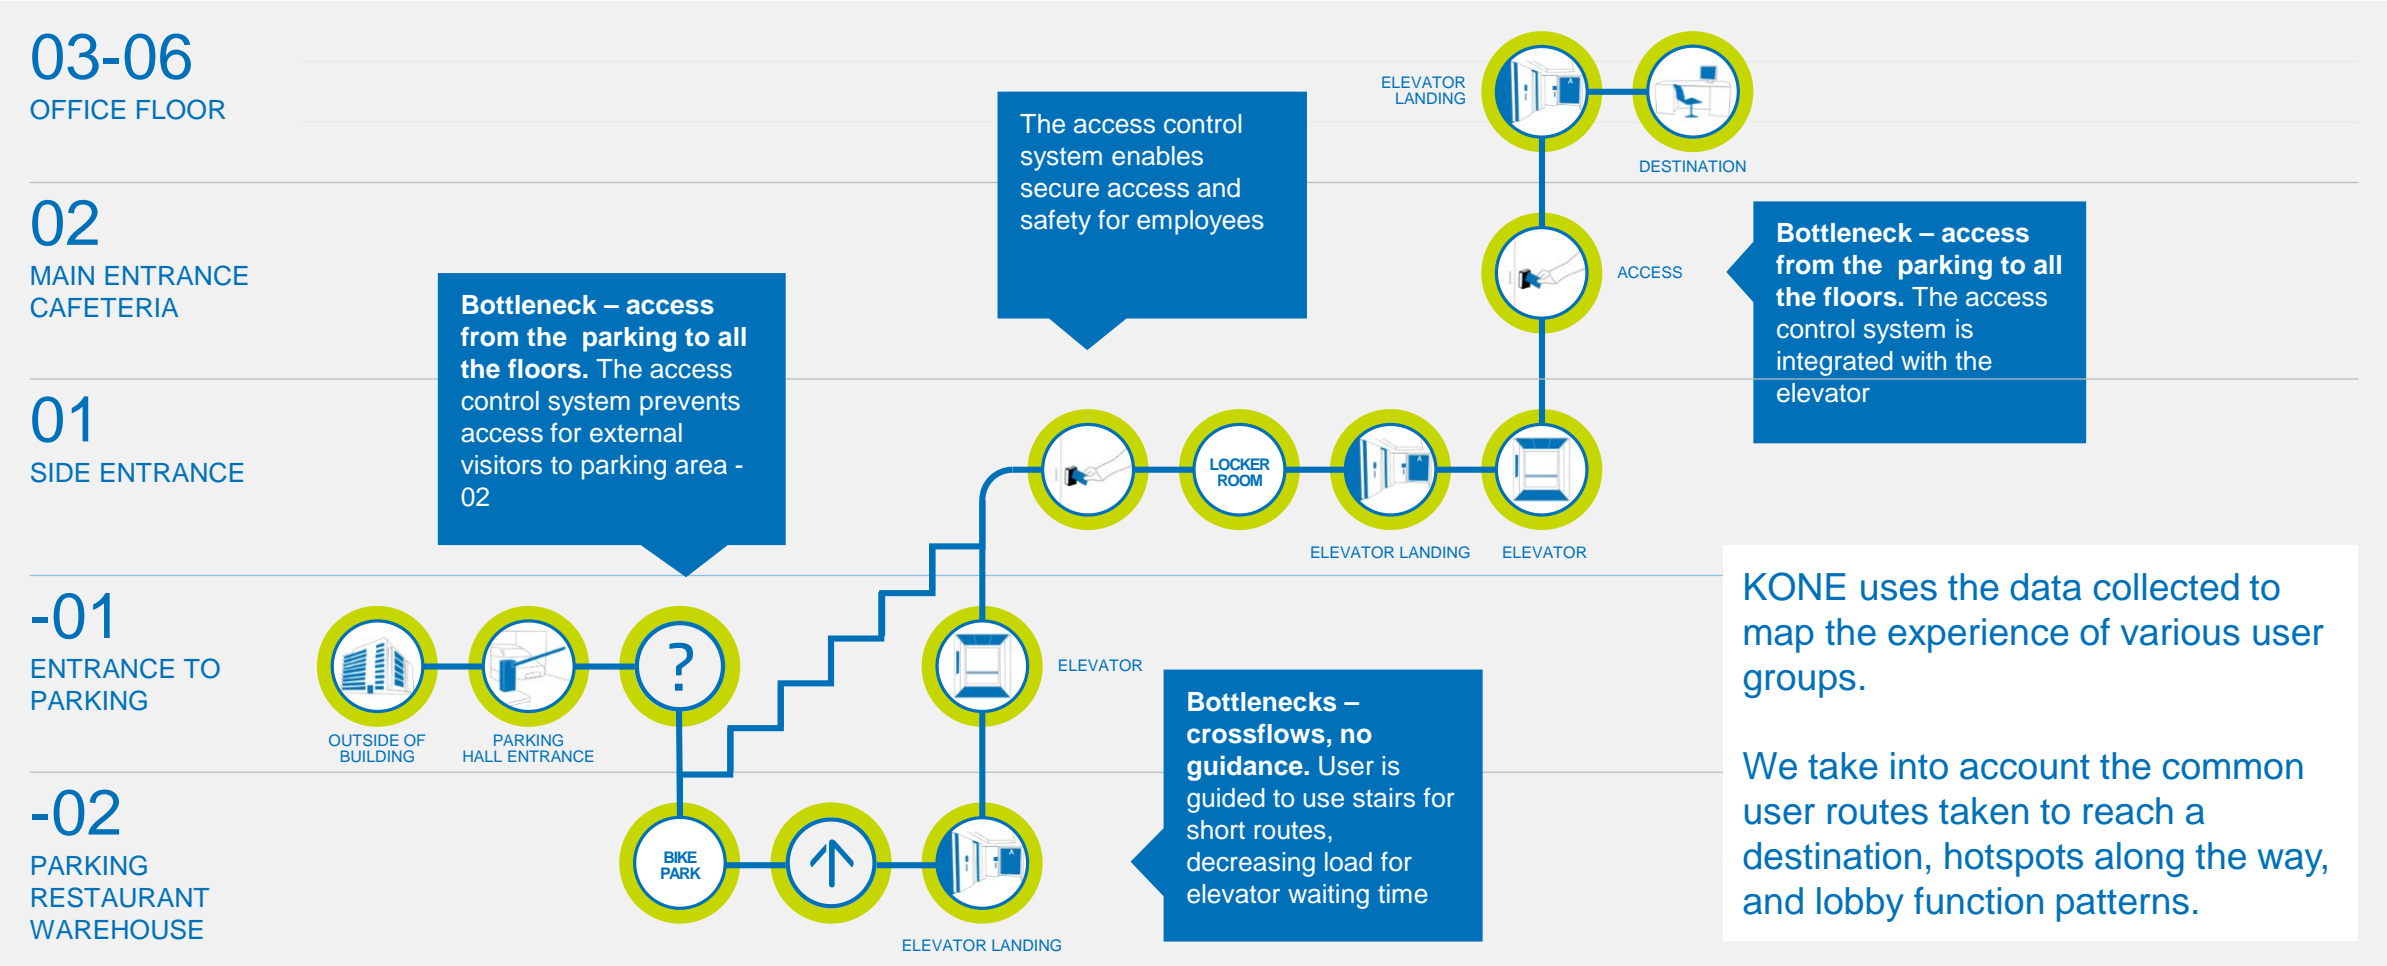 03-06
OFFICE FLOOR
02
MAIN ENTRANCE
CAFETERIA
01
SIDE ENTRANCE
-01
ENTRANCE TO
PARKING
-02
PARKING
RESTAURANT
WAREHOUSE
OUTSIDE OF
BUILDING
PARKING
HALL ENTRANCE
?
Bottleneck – access
from the  parking to all
the floors. The access
control system prevents
access for external
visitors to parking area -
02
BIKE
PARK
ELEVATOR LANDING
ELEVATOR
Bottlenecks –
crossflows, no
guidance. User is
guided to use stairs for
short routes,
decreasing load for
elevator waiting time
The access control
system enables
secure access and
safety for employees
LOCKER
ROOM
ELEVATOR LANDING
ELEVATOR
ACCESS
Bottleneck – access
from the  parking to all
the floors. The access
control system is
integrated with the
elevator
ELEVATOR
LANDING
A
DESTINATION
KONE uses the data collected to
map the experience of various user
groups.
We take into account the common
user routes taken to reach a
destination, hotspots along the way,
and lobby function patterns.